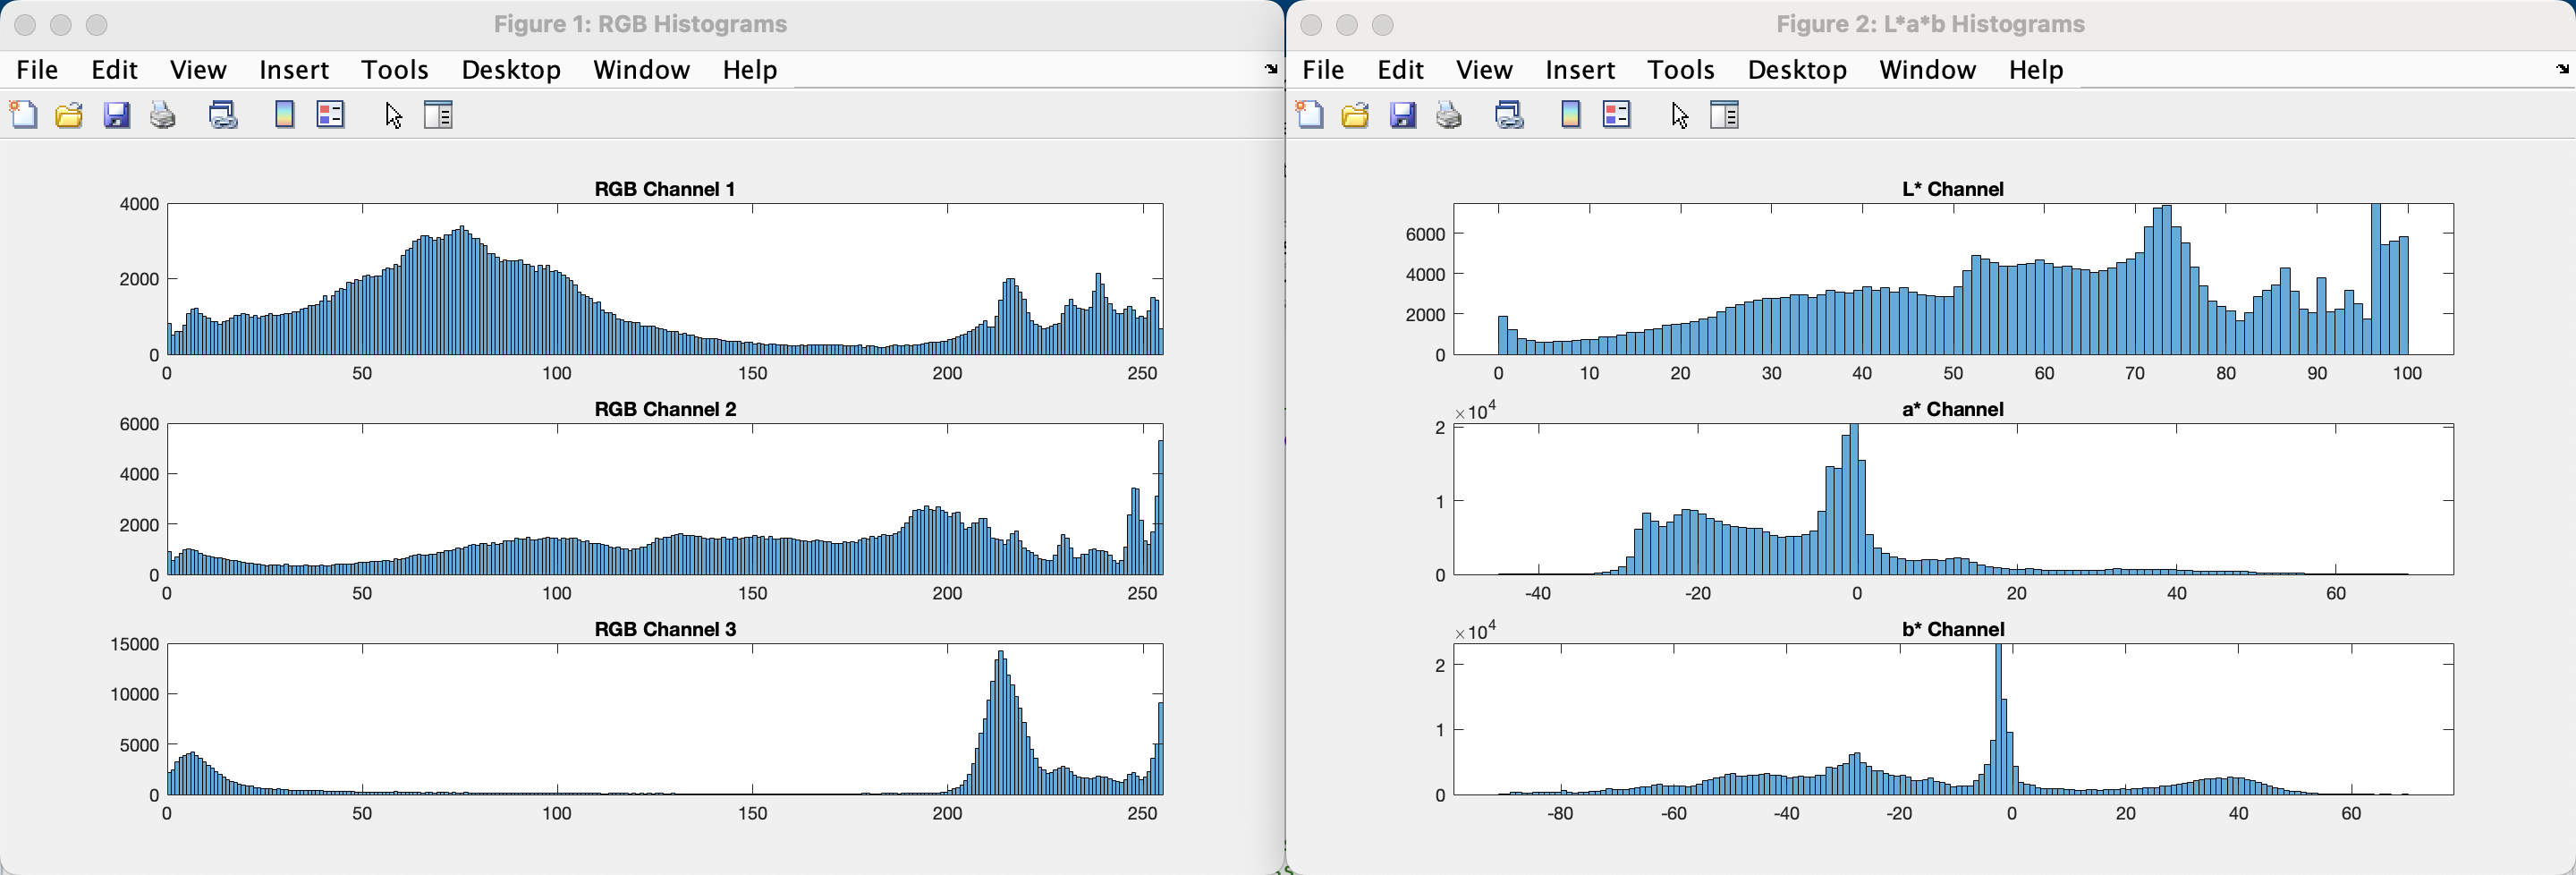 Figure 1: RGB Histograms
File Edit View Insert Tools Desktop Window Help
RGB Channel 1
4000
2000
0
0 50 100 150 200 250
RGB Channel 2
6000
4000
2000
0
0 50 100 150 200 250
RGB Channel 3
15000
10000
5000
0
0 50 100 150 200 250
Figure 2: L*a*b Histograms
File Edit View Insert Tools Desktop Window Help
L* Channel
6000
4000
2000
0
0 10 20 30 40 50 60 70 80 90 100
a* Channel
×10^4
2
1
0
-40 -20 0 20 40 60
b* Channel
×10^4
2
1
0
-80 -60 -40 -20 0 20 40 60